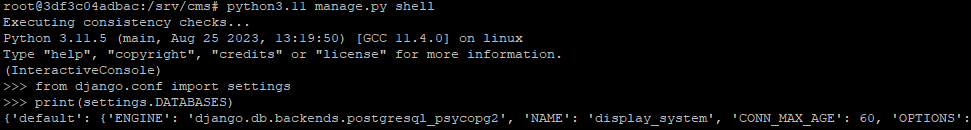 root@3df3c04adbac:/srv/cms# python3.11 manage.py shell
Executing consistency checks...
Python 3.11.5 (main, Aug 25 2023, 13:19:50) [GCC 11.4.0] on linux
Type "help", "copyright", "credits" or "license" for more information.
(InteractiveConsole)
>>> from django.conf import settings
>>> print(settings.DATABASES)
{'default': {'ENGINE': 'django.db.backends.postgresql_psycopg2', 'NAME': 'display_system', 'CONN_MAX_AGE': 60, 'OPTIONS':